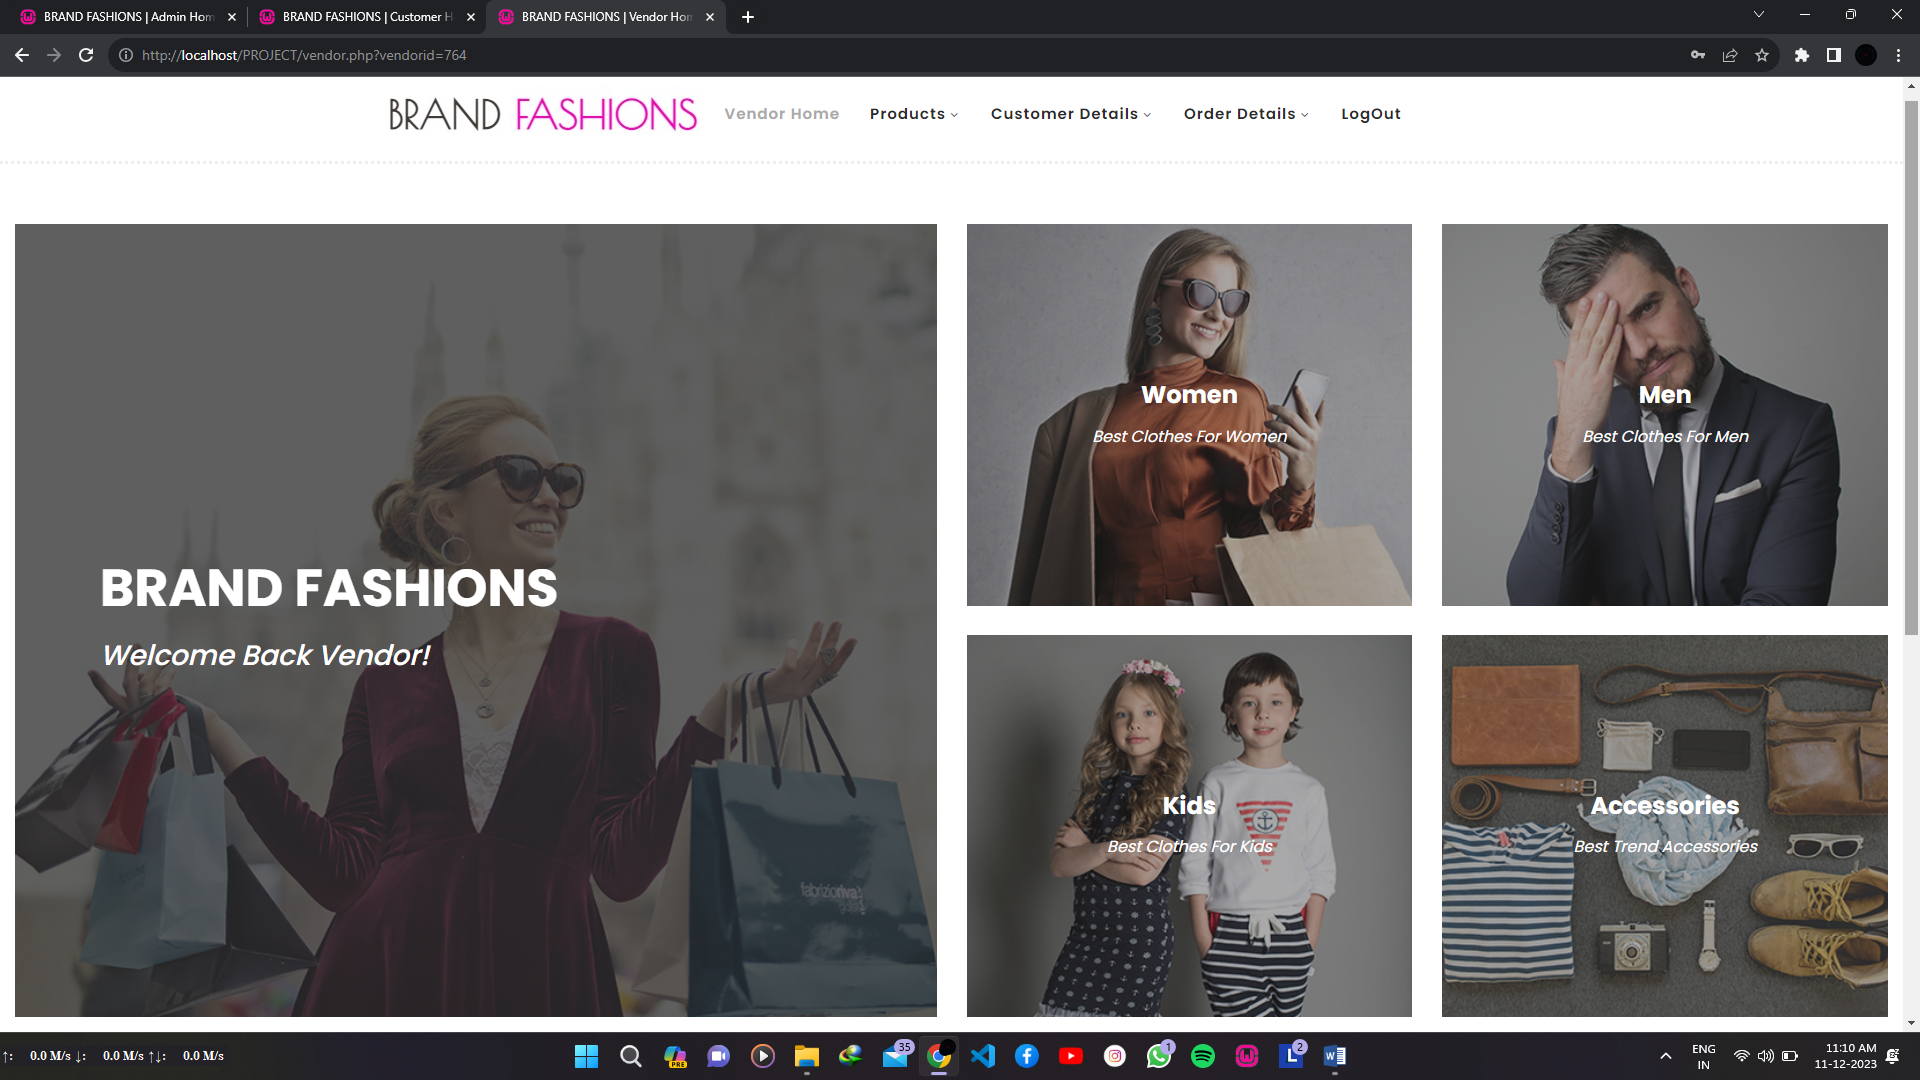 BRAND FASHIONS | Admin Hom
BRAND FASHIONS | Customer H
BRAND FASHIONS | Vendor Hom
http://localhost/PROJECT/vendor.php?vendorid=764
BRAND FASHIONS
Vendor Home
Products
Customer Details
Order Details
LogOut
BRAND FASHIONS
Welcome Back Vendor!
Women
Best Clothes For Women
Men
Best Clothes For Men
Kids
Best Clothes For Kids
Accessories
Best Trend Accessories
fabrizioriva
↑: 0.0 M/s ↓: 0.0 M/s ↑↓: 0.0 M/s
PRE
35
1
L
2
ENG
IN
11:10 AM
11-12-2023